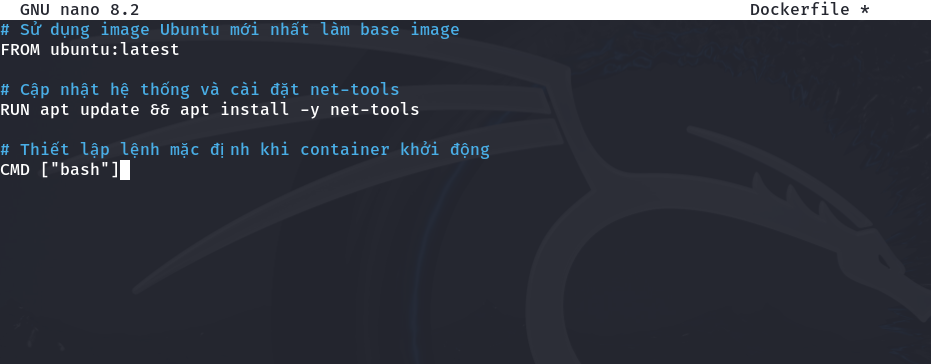 GNU nano 8.2 Dockerfile *
# Sử dụng image Ubuntu mới nhất làm base image
FROM ubuntu:latest
# Cập nhật hệ thống và cài đặt net-tools
RUN apt update && apt install -y net-tools
# Thiết lập lệnh mặc định khi container khởi động
CMD ["bash"]